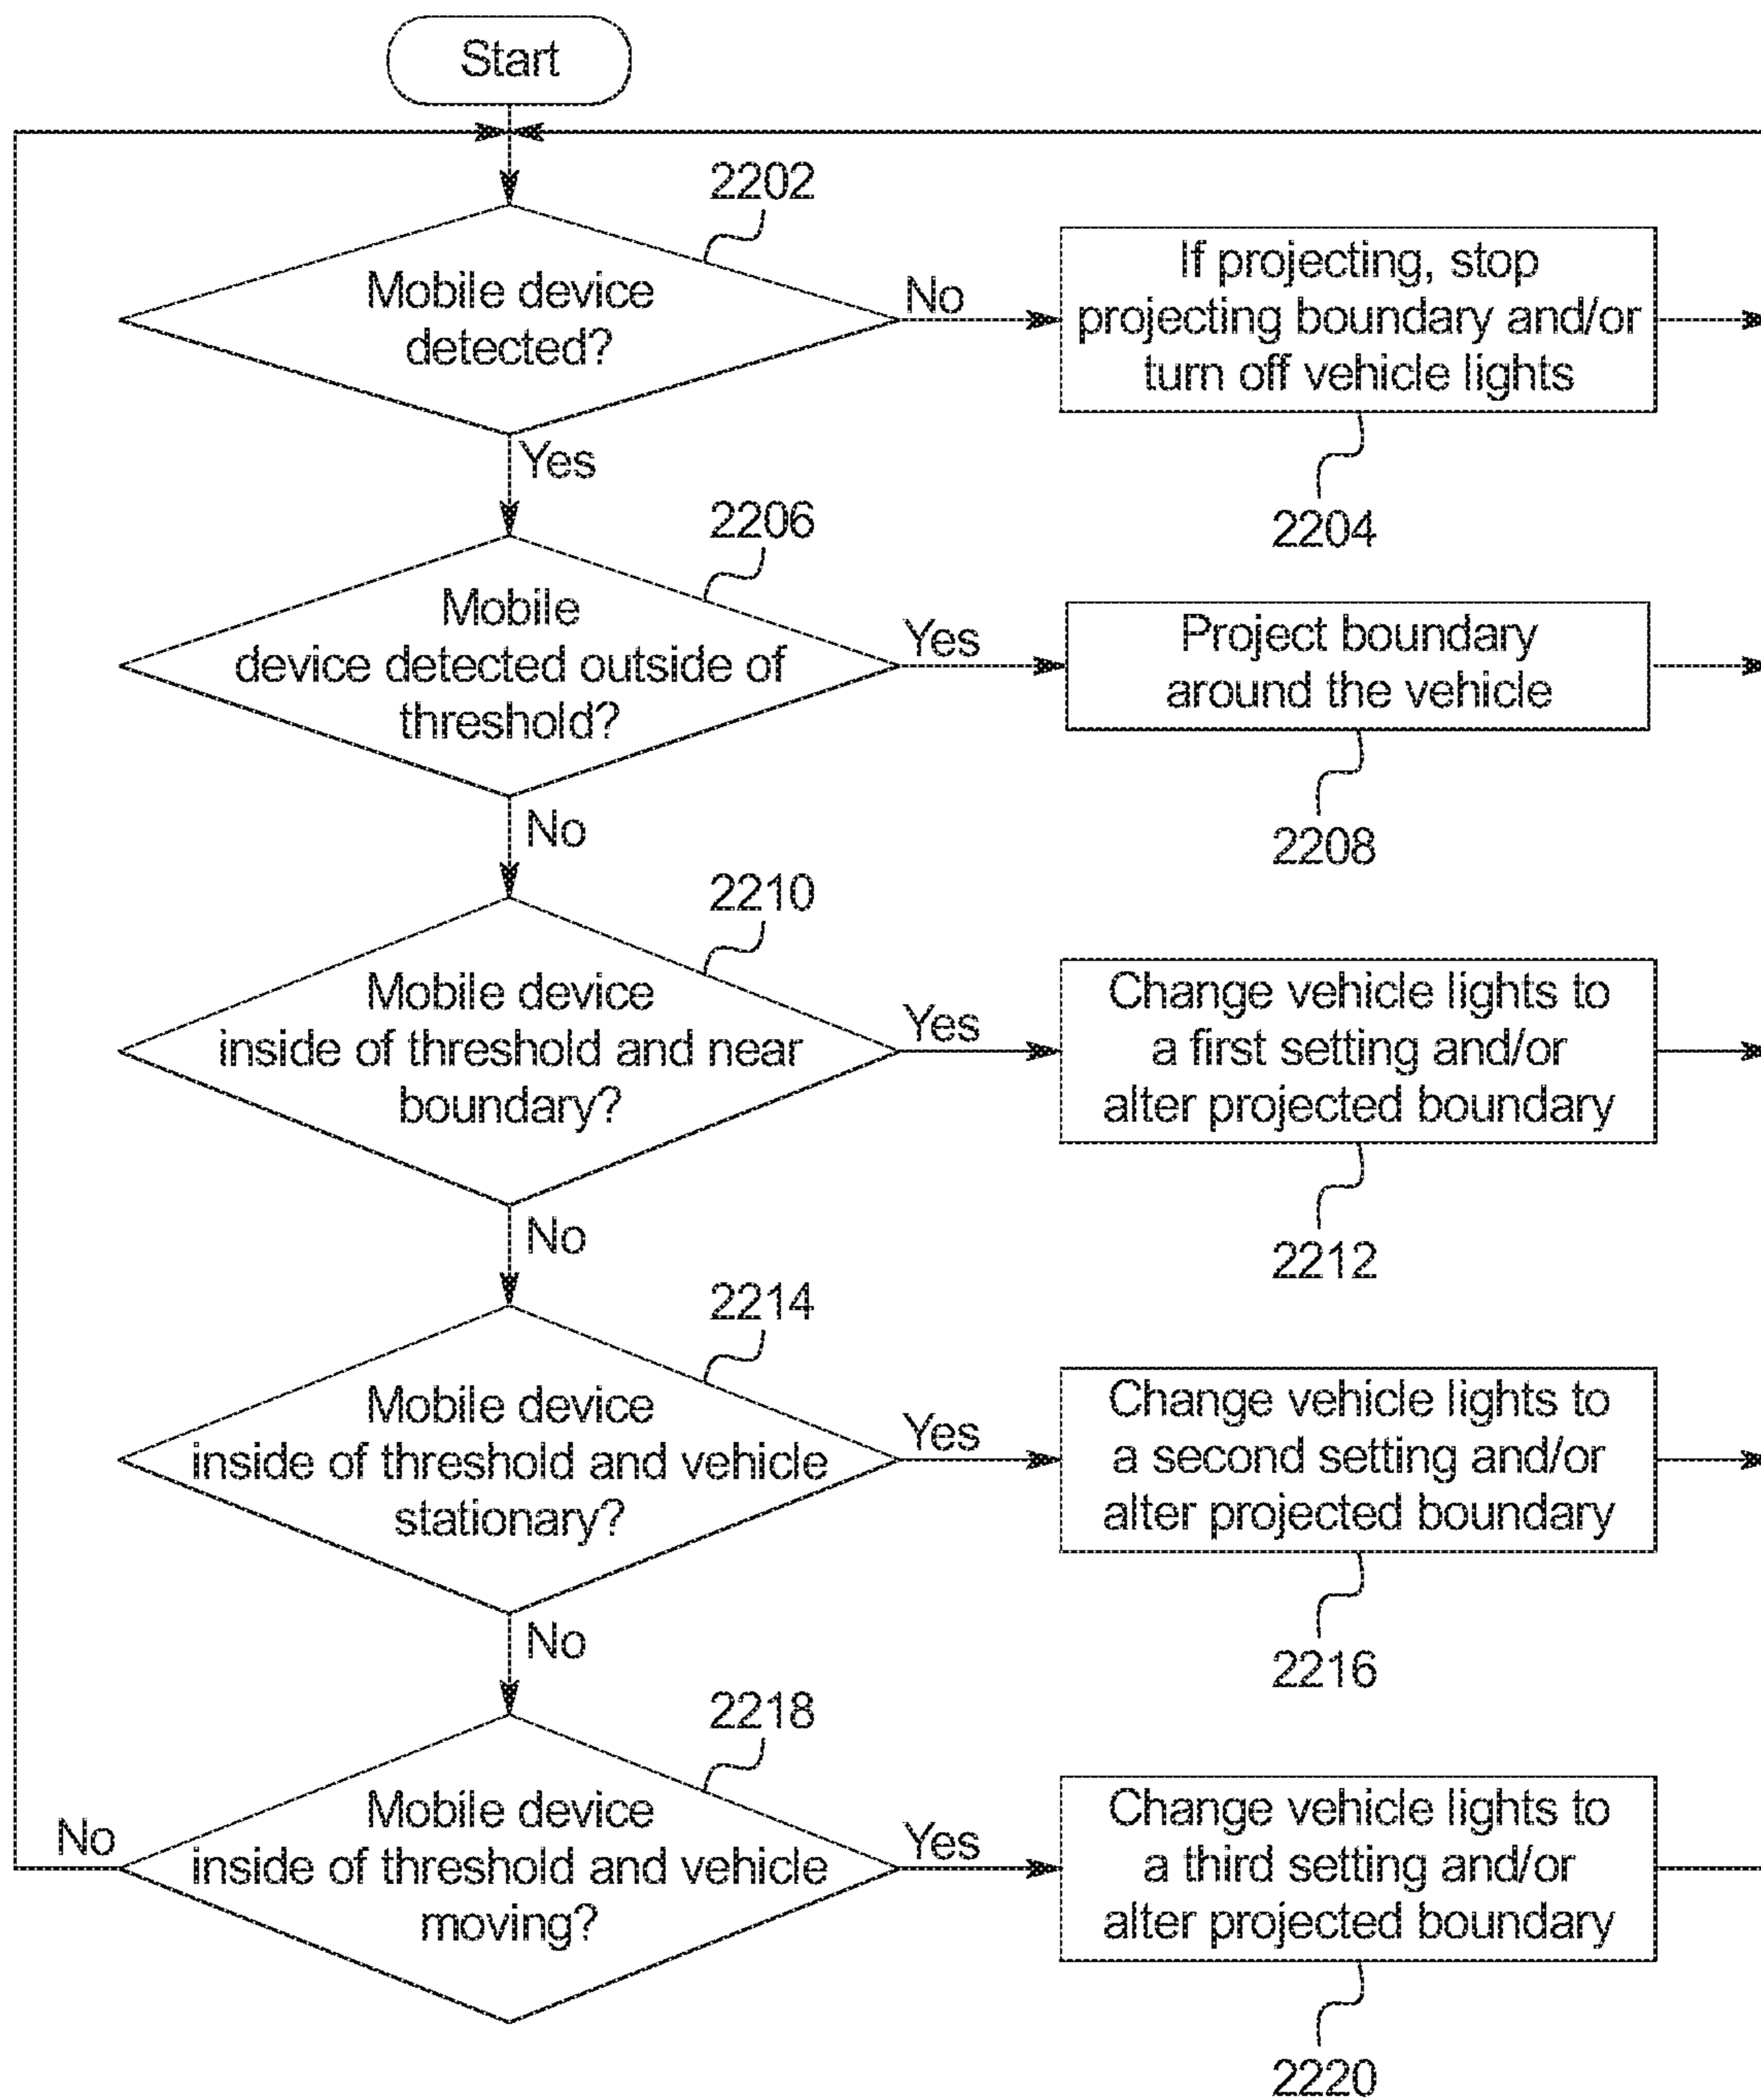 Start
2202
Mobile device
detected?
No
If projecting, stop
projecting boundary and/or
turn off vehicle lights
2204
Yes
2206
Mobile
device detected outside of
threshold?
Yes
Project boundary
around the vehicle
2208
No
2210
Mobile device
inside of threshold and near
boundary?
Yes
Change vehicle lights to
a first setting and/or
alter projected boundary
2212
No
2214
Mobile device
inside of threshold and vehicle
stationary?
Yes
Change vehicle lights to
a second setting and/or
alter projected boundary
2216
No
2218
Mobile device
inside of threshold and vehicle
moving?
No
Yes
Change vehicle lights to
a third setting and/or
alter projected boundary
2220